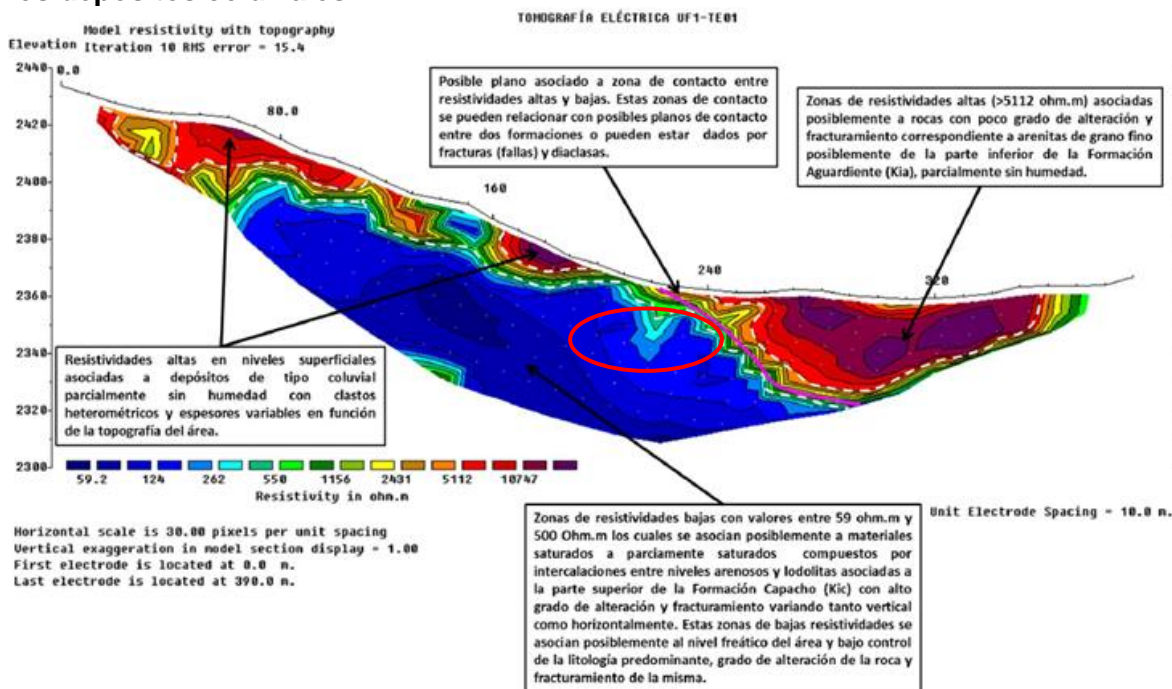 TOMOGRAFÍA ELÉCTRICA UF1-TE01
Model resistivity with topography
Elevation Iteration 10 RMS error = 15.4
2440
2420
2400
2380
2360
2340
2320
2300
0.0
80.0
160
240
320
Posible plano asociado a zona de contacto entre
resistividades altas y bajas. Estas zonas de contacto
se pueden relacionar con posibles planos de contacto
entre dos formaciones o pueden estar dados por
fracturas (fallas) y diaclasas.
Zonas de resistividades altas (>5112 ohm.m) asociadas
posiblemente a rocas con poco grado de alteración y
fracturamiento correspondiente a arenitas de grano fino
posiblemente de la parte inferior de la Formación
Aguardiente (Kia), parcialmente sin humedad.
Resistividades altas en niveles superficiales
asociadas a depósitos de tipo coluvial
parcialmente sin humedad con clastos
heterométricos y espesores variables en función
de la topografía del área.
59.2 124 262 550 1156 2431 5112 10747
Resistivity in ohm.m
Horizontal scale is 30.00 pixels per unit spacing
Vertical exaggeration in model section display = 1.00
First electrode is located at 0.0 m.
Last electrode is located at 390.0 m.
Zonas de resistividades bajas con valores entre 59 ohm.m y
500 Ohm.m los cuales se asocian posiblemente a materiales
saturados a parciamente saturados compuestos por
intercalaciones entre niveles arenosos y lodolitas asociadas a
la parte superior de la Formación Capacho (Kic) con alto
grado de alteración y fracturamiento variando tanto vertical
como horizontalmente. Estas zonas de bajas resistividades se
asocian posiblemente al nivel freático del área y bajo control
de la litología predominante, grado de alteración de la roca y
fracturamiento de la misma.
Unit Electrode Spacing = 10.0 m.